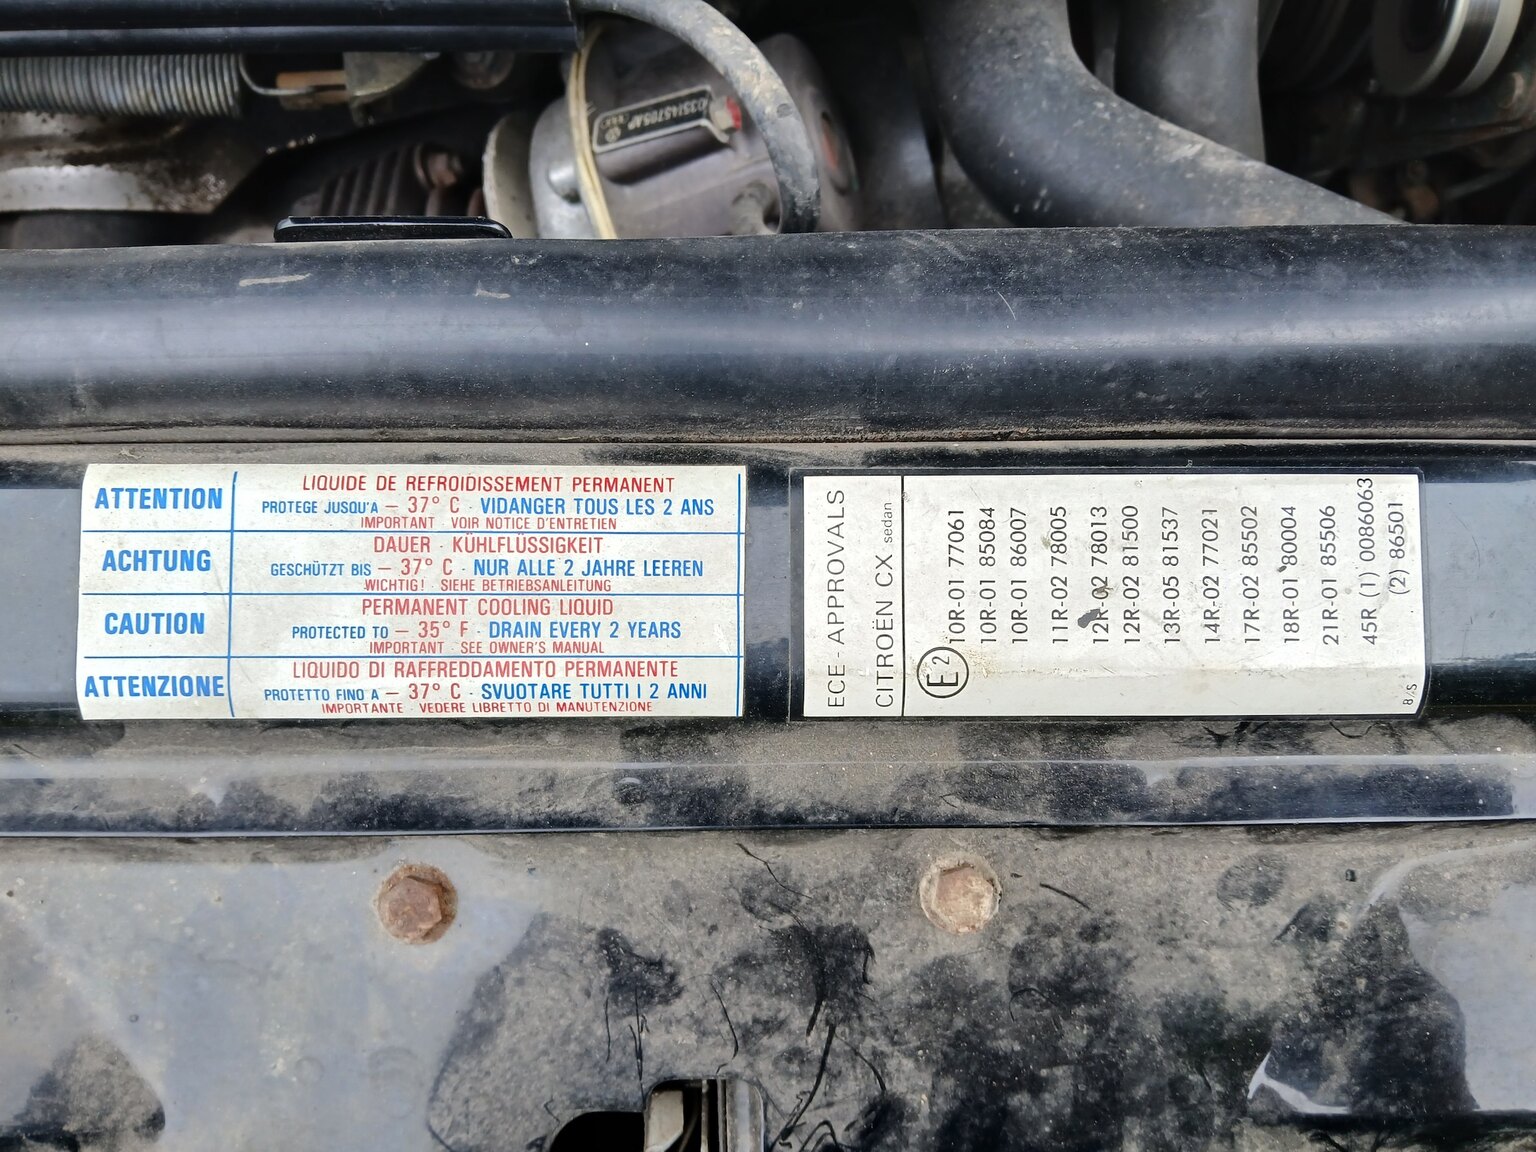 ATTENTION
LIQUIDE DE REFROIDISSEMENT PERMANENT
PROTEGE JUSQU'A – 37° C · VIDANGER TOUS LES 2 ANS
IMPORTANT · VOIR NOTICE D'ENTRETIEN
ACHTUNG
DAUER · KÜHLFLÜSSIGKEIT
GESCHÜTZT BIS – 37° C · NUR ALLE 2 JAHRE LEEREN
WICHTIG! · SIEHE BETRIEBSANLEITUNG
CAUTION
PERMANENT COOLING LIQUID
PROTECTED TO – 35° F · DRAIN EVERY 2 YEARS
IMPORTANT · SEE OWNER'S MANUAL
ATTENZIONE
LIQUIDO DI RAFFREDDAMENTO PERMANENTE
PROTETTO FINO A – 37° C · SVUOTARE TUTTI I 2 ANNI
IMPORTANTE · VEDERE LIBRETTO DI MANUTENZIONE
ECE - APPROVALS
CITROËN CX sedan
E 2
10R-01 77061
10R-01 85084
10R-01 86007
11R-02 78005
12R-02 78013
12R-02 81500
13R-05 81537
14R-02 77021
17R-02 85502
18R-01 80004
21R-01 85506
45R (1) 0086063
(2) 86501